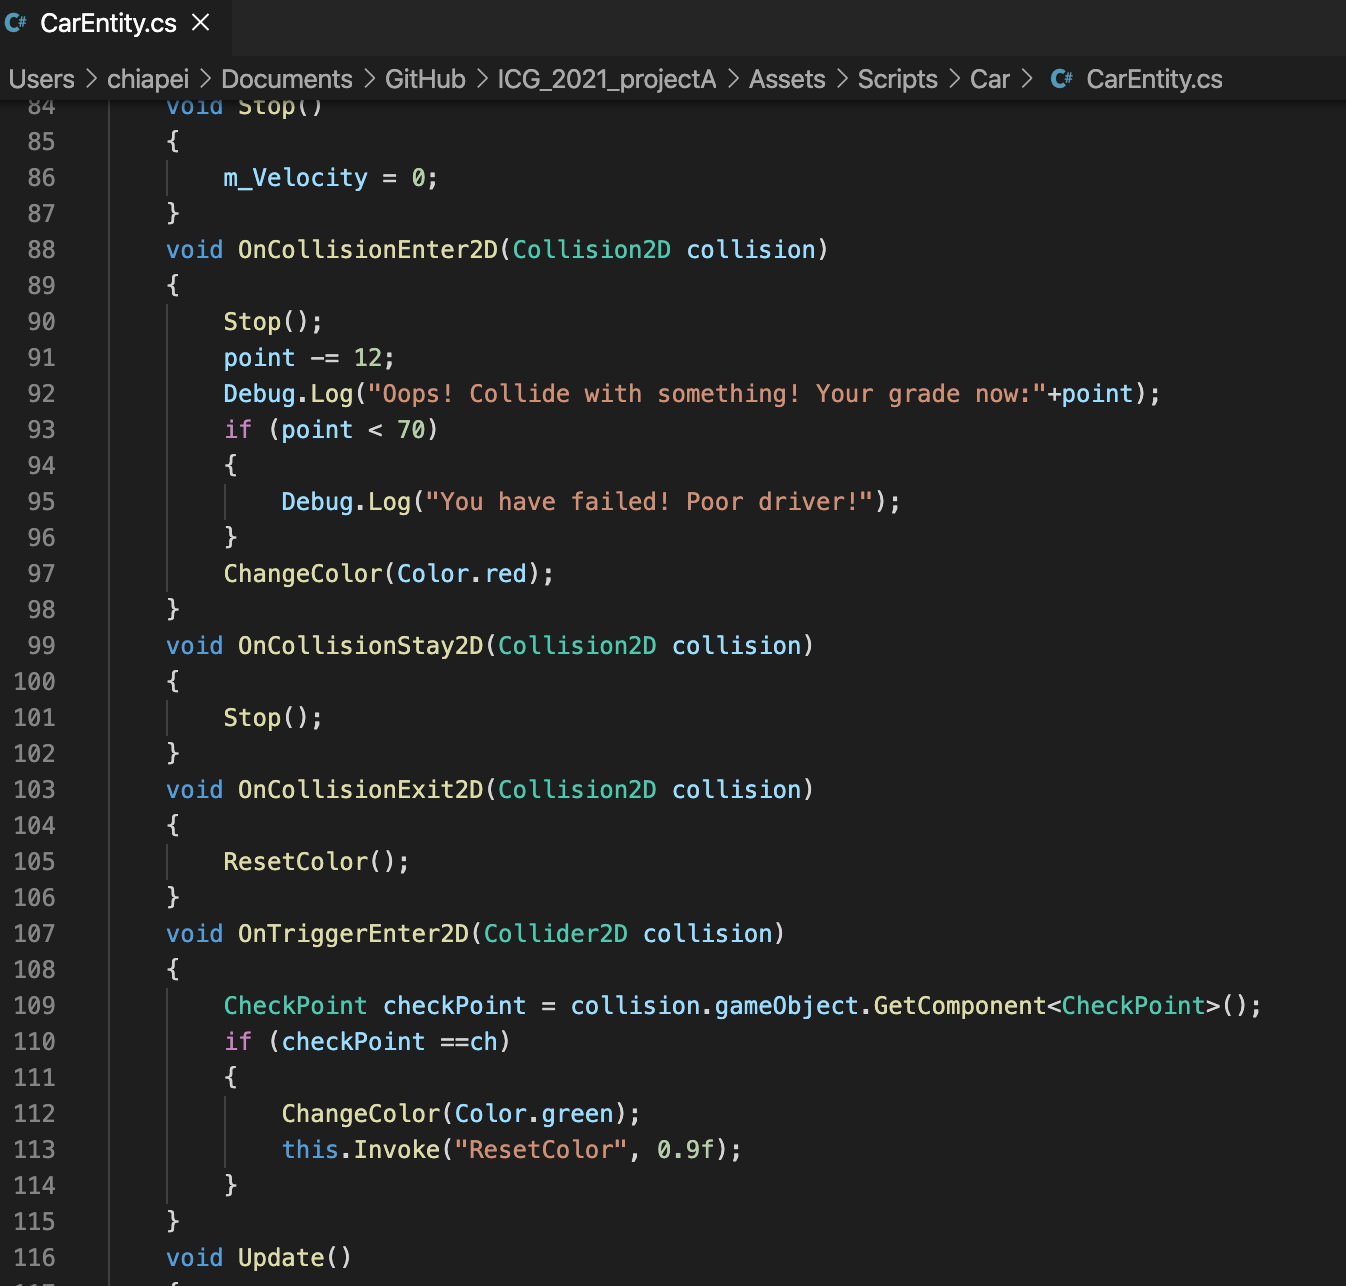 C# CarEntity.cs ×
Users > chiapei > Documents > GitHub > ICG_2021_projectA > Assets > Scripts > Car > C# CarEntity.cs
84 void Stop()
85 {
86 m_Velocity = 0;
87 }
88 void OnCollisionEnter2D(Collision2D collision)
89 {
90 Stop();
91 point -= 12;
92 Debug.Log("Oops! Collide with something! Your grade now:"+point);
93 if (point < 70)
94 {
95 Debug.Log("You have failed! Poor driver!");
96 }
97 ChangeColor(Color.red);
98 }
99 void OnCollisionStay2D(Collision2D collision)
100 {
101 Stop();
102 }
103 void OnCollisionExit2D(Collision2D collision)
104 {
105 ResetColor();
106 }
107 void OnTriggerEnter2D(Collider2D collision)
108 {
109 CheckPoint checkPoint = collision.gameObject.GetComponent<CheckPoint>();
110 if (checkPoint ==ch)
111 {
112 ChangeColor(Color.green);
113 this.Invoke("ResetColor", 0.9f);
114 }
115 }
116 void Update()